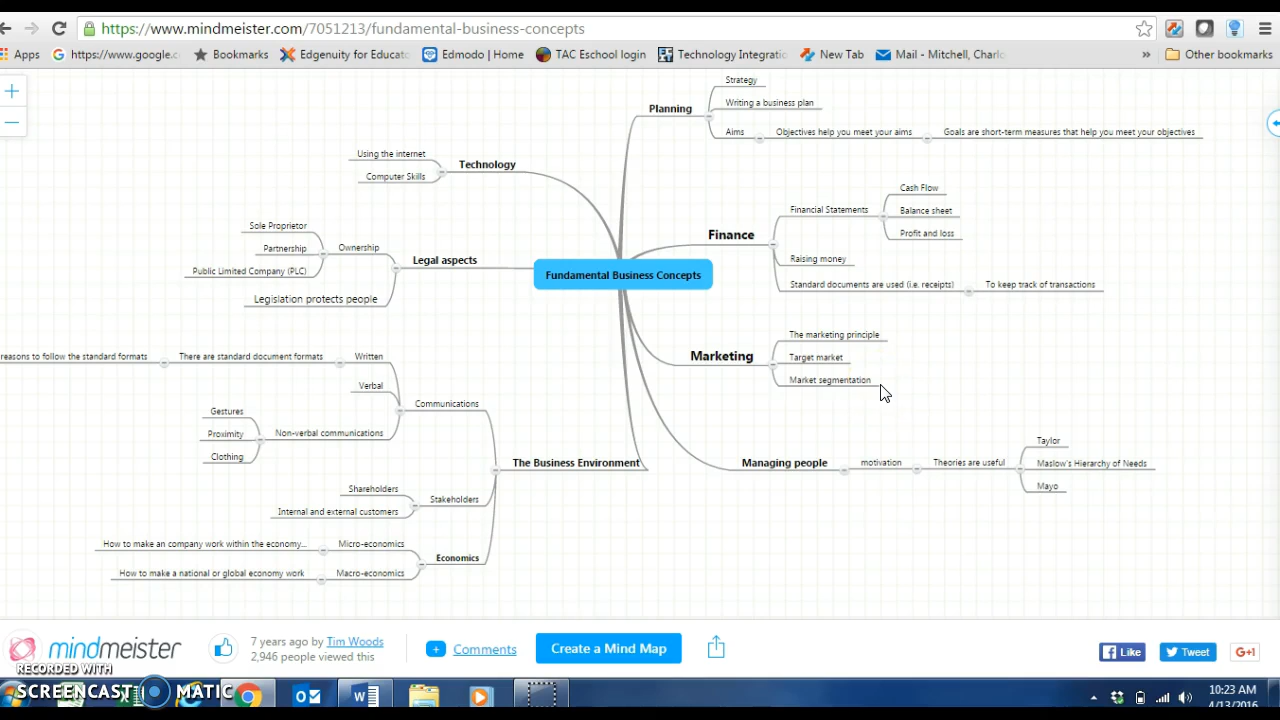 https://www.mindmeister.com/7051213/fundamental-business-concepts
Apps
https://www.google.c
Bookmarks
Edgenuity for Educato
Edmodo | Home
TAC Eschool login
Technology Integratio
New Tab
Mail - Mitchell, Charlo
»
Other bookmarks
+
−
Fundamental Business Concepts
Planning
Strategy
Writing a business plan
Aims
Objectives help you meet your aims
Goals are short-term measures that help you meet your objectives
Finance
Financial Statements
Cash Flow
Balance sheet
Profit and loss
Raising money
Standard documents are used (i.e. receipts)
To keep track of transactions
Marketing
The marketing principle
Target market
Market segmentation
Managing people
motivation
Theories are useful
Taylor
Maslow's Hierarchy of Needs
Mayo
Technology
Using the internet
Computer Skills
Legal aspects
Ownership
Sole Proprietor
Partnership
Public Limited Company (PLC)
Legislation protects people
The Business Environment
Communications
Written
There are standard document formats
reasons to follow the standard formats
Verbal
Non-verbal communications
Gestures
Proximity
Clothing
Stakeholders
Shareholders
Internal and external customers
Economics
Micro-economics
How to make an company work within the economy...
Macro-economics
How to make a national or global economy work
mindmeister
7 years ago by Tim Woods
2,946 people viewed this
+ Comments
Create a Mind Map
Like
Tweet
G+1
RECORDED WITH
SCREENCAST MATIC
10:23 AM
4/13/2016